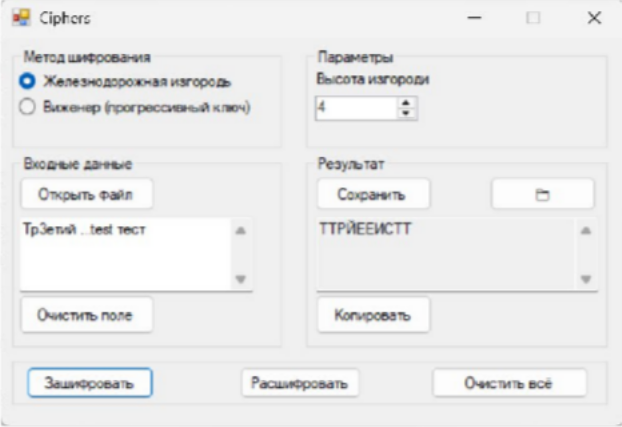 Ciphers
Метод шифрования
Железнодорожная изгородь
Виженер (прогрессивный ключ)
Параметры
Высота изгороди
4
Входные данные
Открыть файл
Тр3етий ...test тест
Очистить поле
Результат
Сохранить
ТТРЙЕЕИСТТ
Копировать
Зашифровать
Расшифровать
Очистить всё